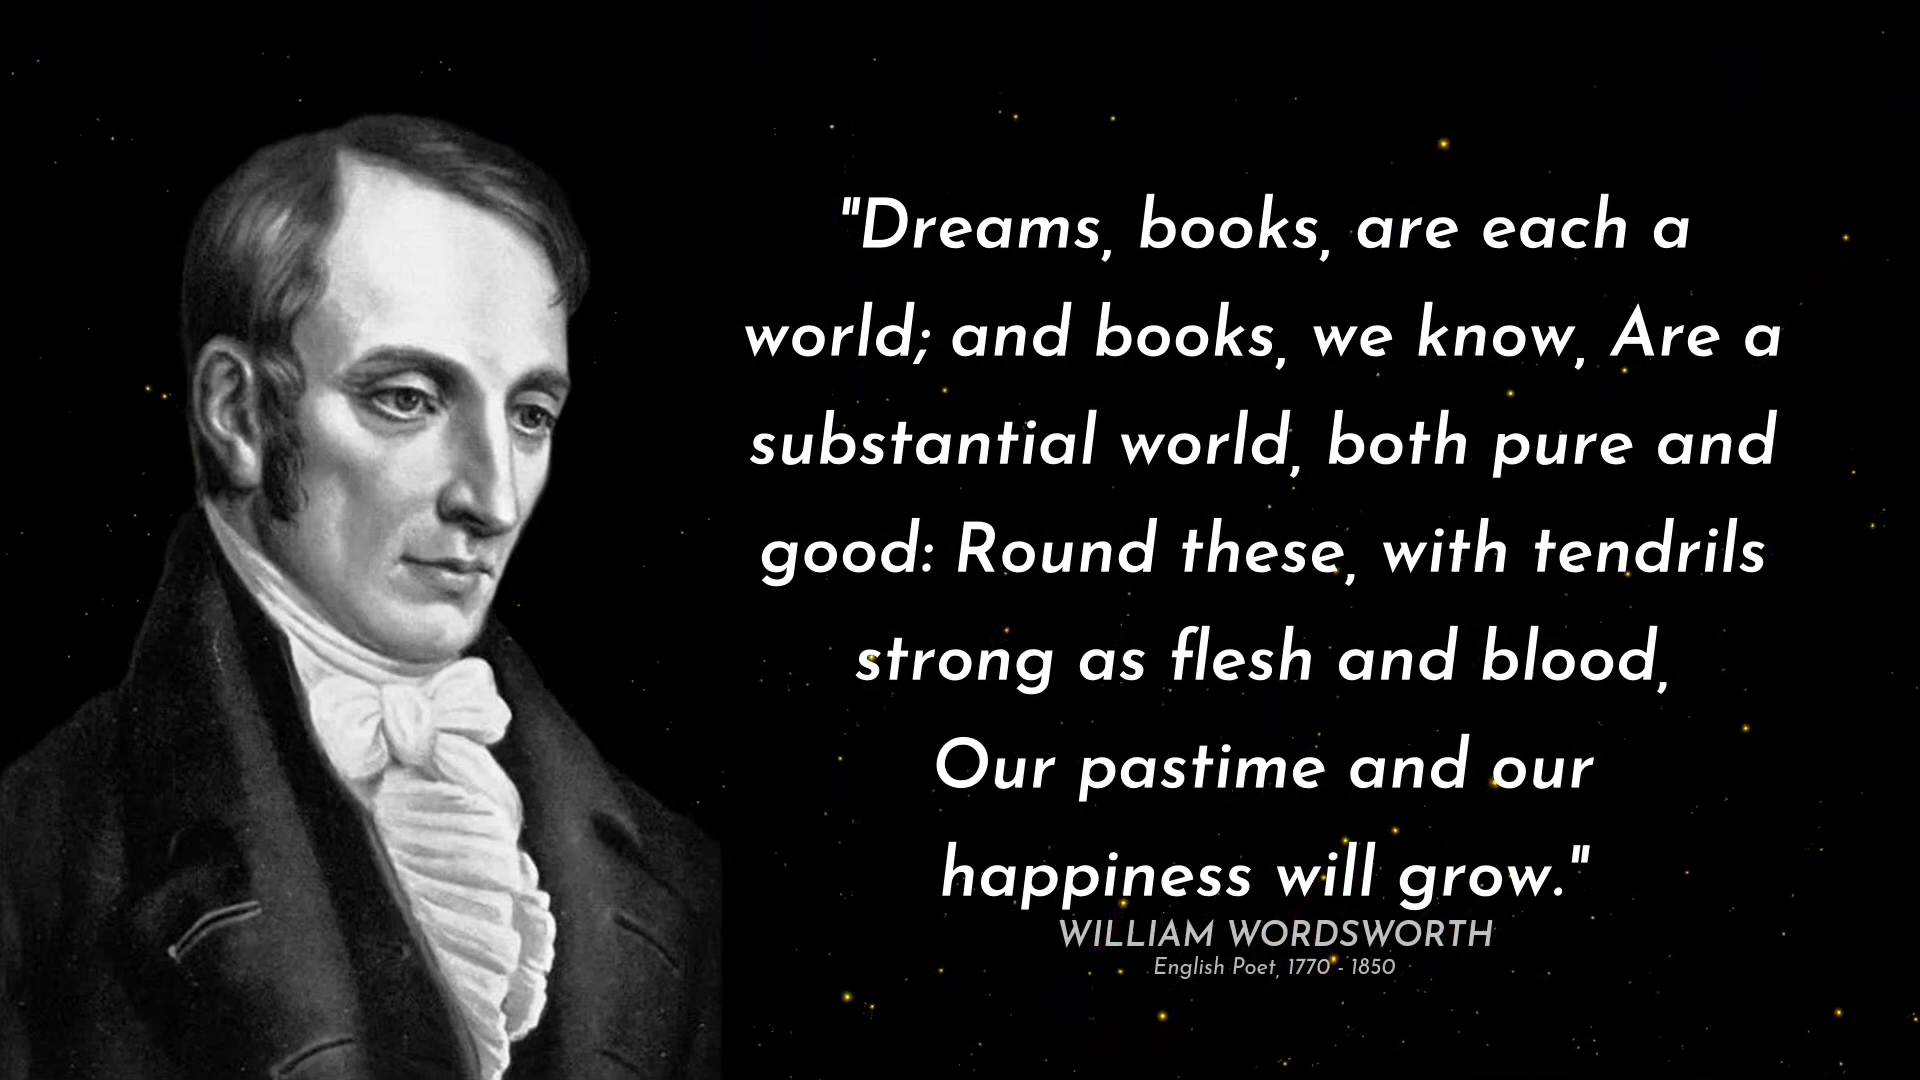 "Dreams, books, are each a
world; and books, we know, Are a
substantial world, both pure and
good: Round these, with tendrils
strong as flesh and blood,
Our pastime and our
happiness will grow."
WILLIAM WORDSWORTH
English Poet, 1770 - 1850